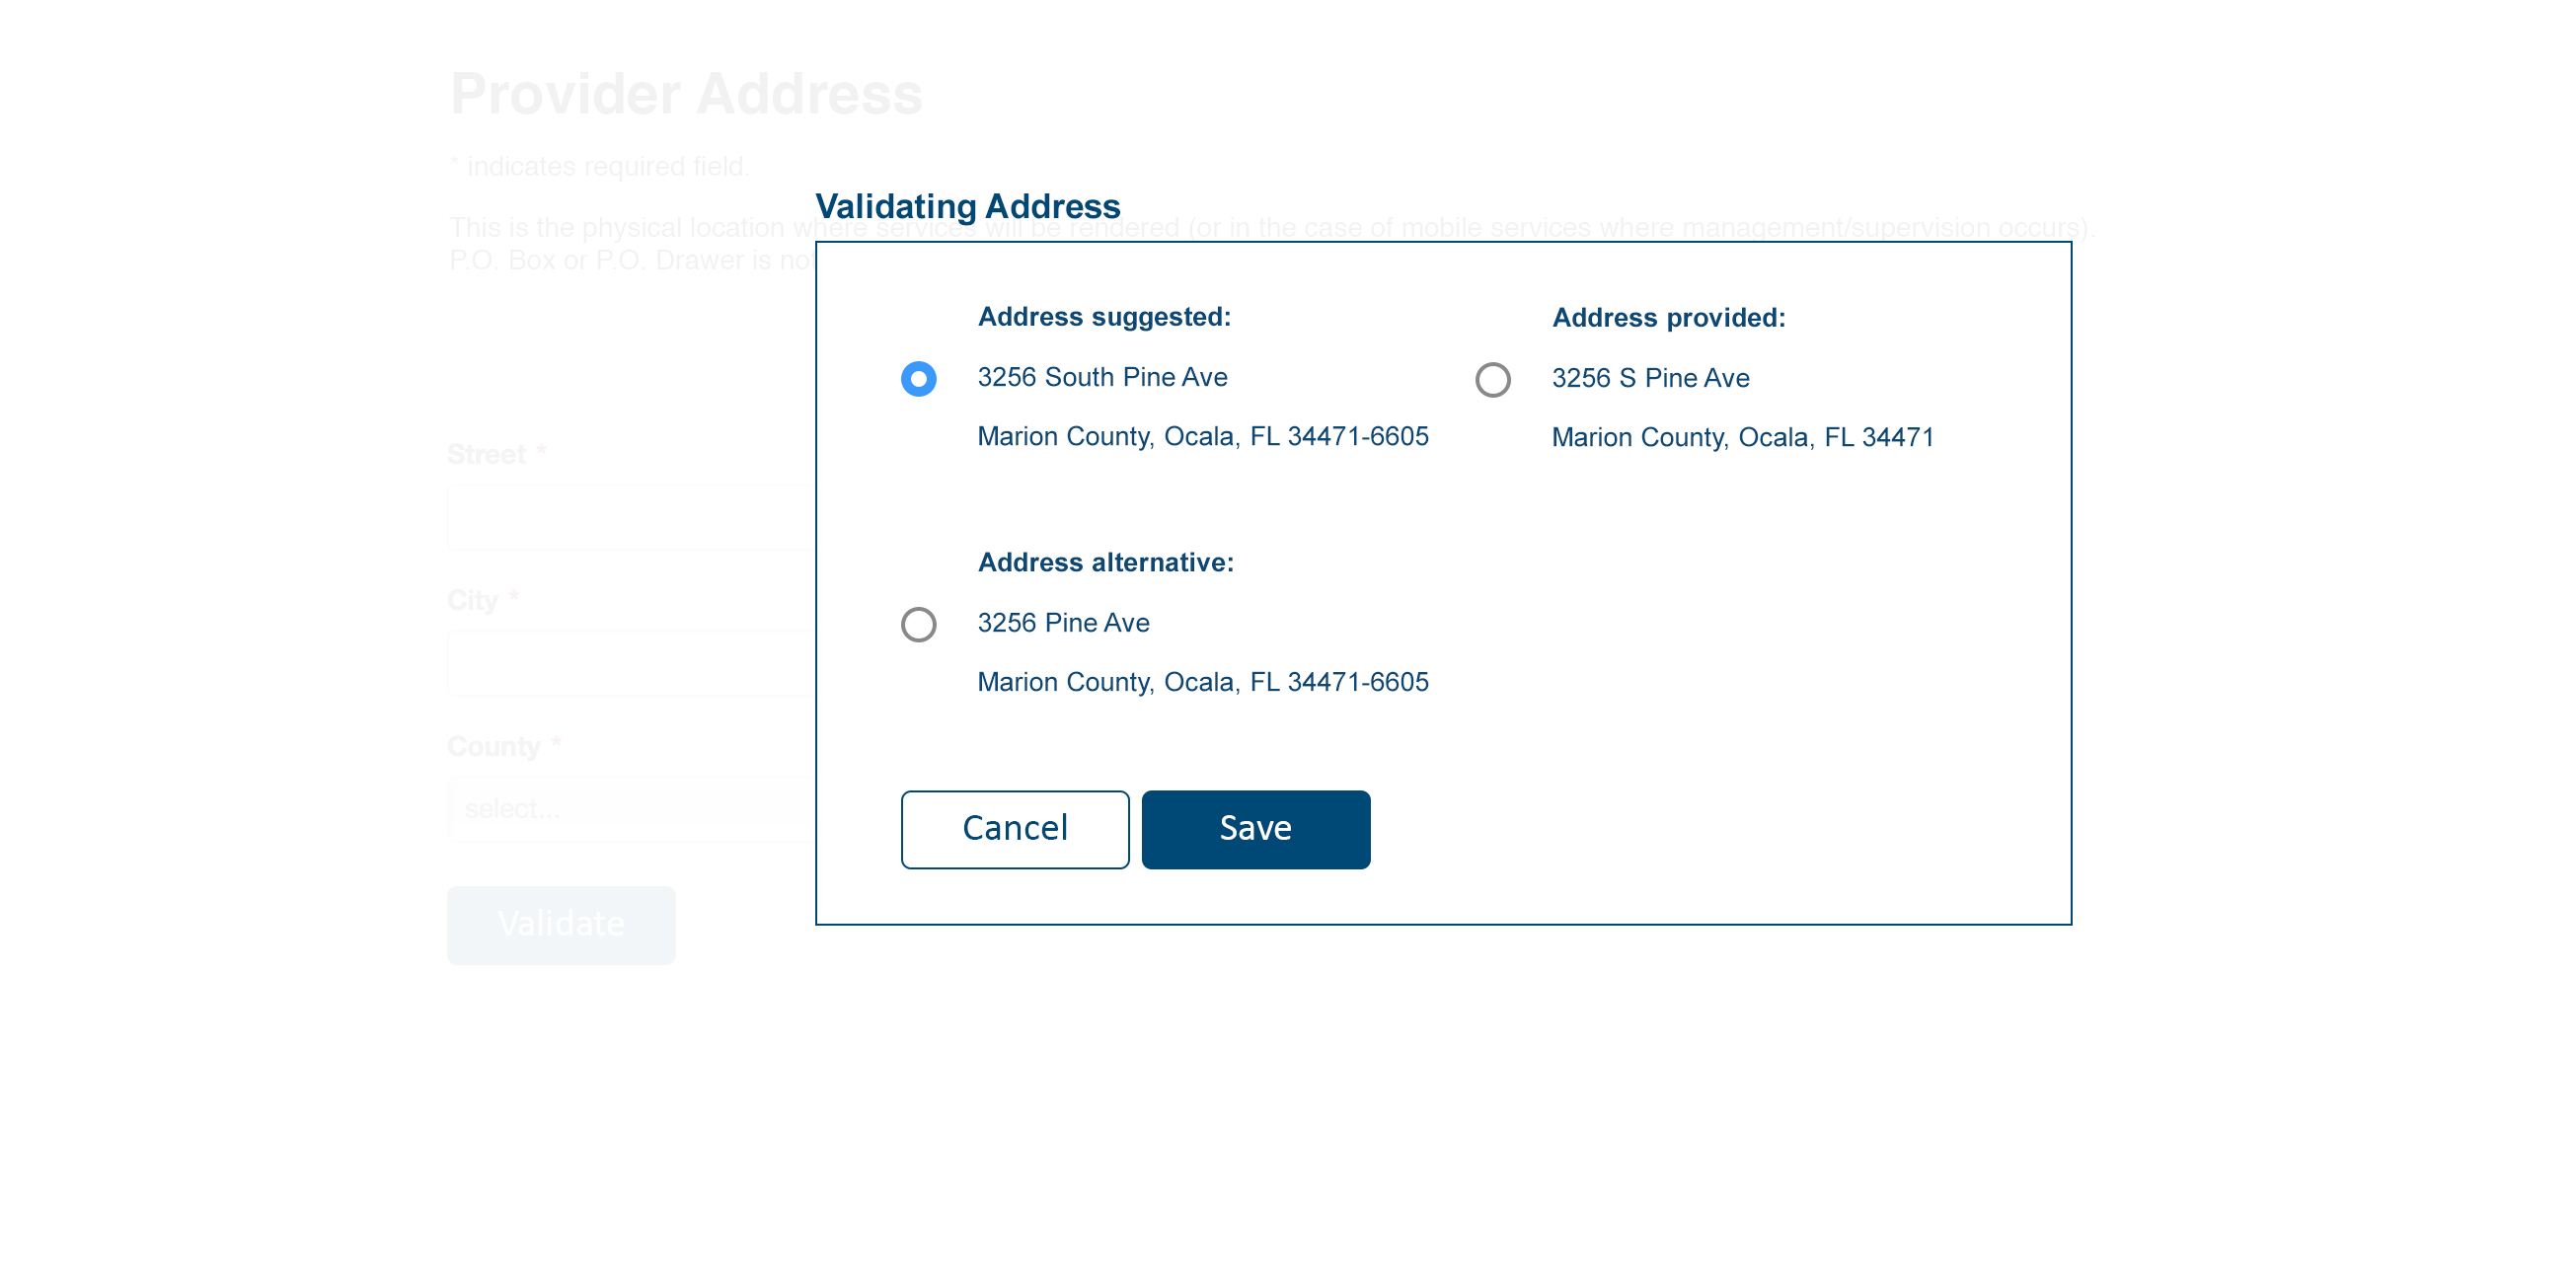 Provider Address
* indicates required field.
Validating Address
This is the physical location where services will be rendered (or in the case of mobile services where management/supervision occurs).
P.O. Box or P.O. Drawer is not
Address suggested:
3256 South Pine Ave
Marion County, Ocala, FL 34471-6605
Address provided:
3256 S Pine Ave
Marion County, Ocala, FL 34471
Street *
Address alternative:
3256 Pine Ave
Marion County, Ocala, FL 34471-6605
City *
County *
select...
Cancel
Save
Validate